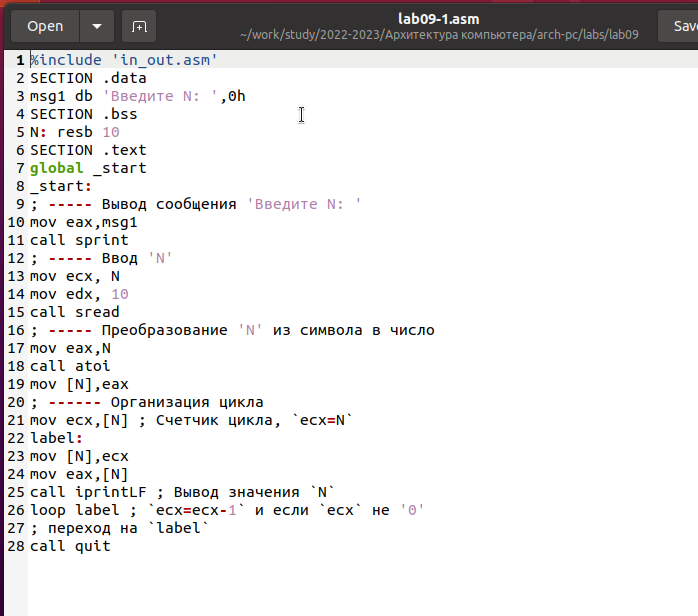 Open
lab09-1.asm
~/work/study/2022-2023/Архитектура компьютера/arch-pc/labs/lab09
Save
1 %include 'in_out.asm'
2 SECTION .data
3 msg1 db 'Введите N: ',0h
4 SECTION .bss
5 N: resb 10
6 SECTION .text
7 global _start
8 _start:
9 ; ----- Вывод сообщения 'Введите N: '
10 mov eax,msg1
11 call sprint
12 ; ----- Ввод 'N'
13 mov ecx, N
14 mov edx, 10
15 call sread
16 ; ----- Преобразование 'N' из символа в число
17 mov eax,N
18 call atoi
19 mov [N],eax
20 ; ------ Организация цикла
21 mov ecx,[N] ; Счетчик цикла, `ecx=N`
22 label:
23 mov [N],ecx
24 mov eax,[N]
25 call iprintLF ; Вывод значения `N`
26 loop label ; `ecx=ecx-1` и если `ecx` не '0'
27 ; переход на `label`
28 call quit